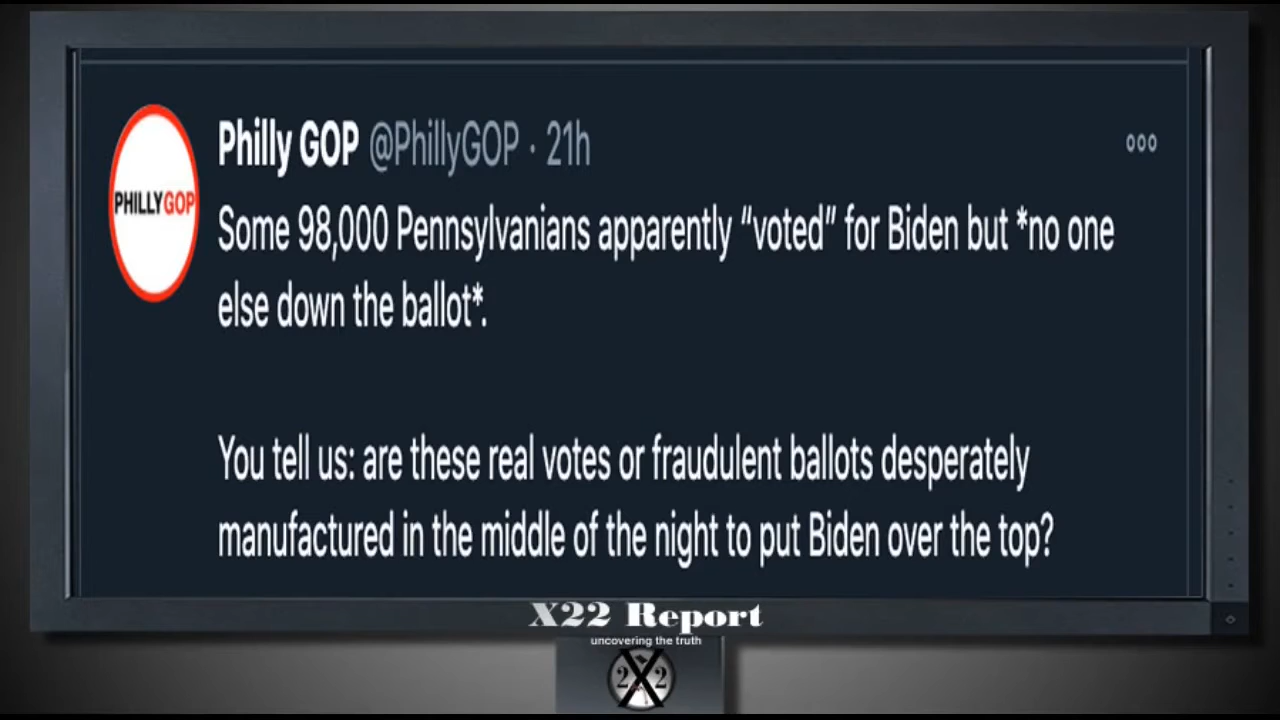 Philly GOP @PhillyGOP · 21h
PHILLYGOP
Some 98,000 Pennsylvanians apparently “voted” for Biden but *no one
else down the ballot*.
You tell us: are these real votes or fraudulent ballots desperately
manufactured in the middle of the night to put Biden over the top?
X22 Report
uncovering the truth
X22